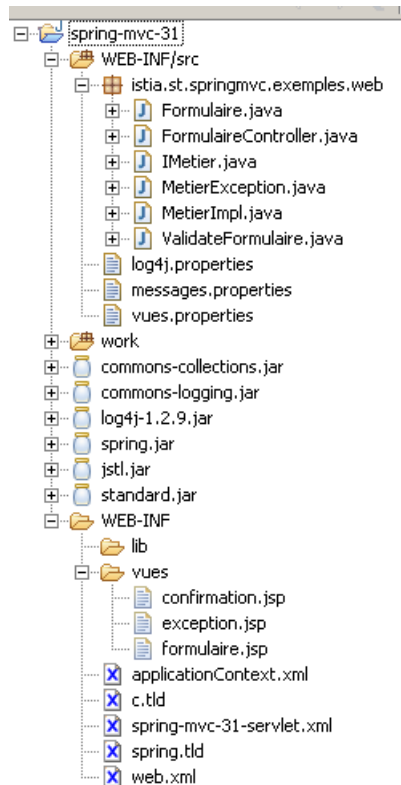 spring-mvc-31
WEB-INF/src
istia.st.springmvc.exemples.web
Formulaire.java
FormulaireController.java
IMetier.java
MetierException.java
MetierImpl.java
ValidateFormulaire.java
log4j.properties
messages.properties
vues.properties
work
commons-collections.jar
commons-logging.jar
log4j-1.2.9.jar
spring.jar
jstl.jar
standard.jar
WEB-INF
lib
vues
confirmation.jsp
exception.jsp
formulaire.jsp
applicationContext.xml
c.tld
spring-mvc-31-servlet.xml
spring.tld
web.xml